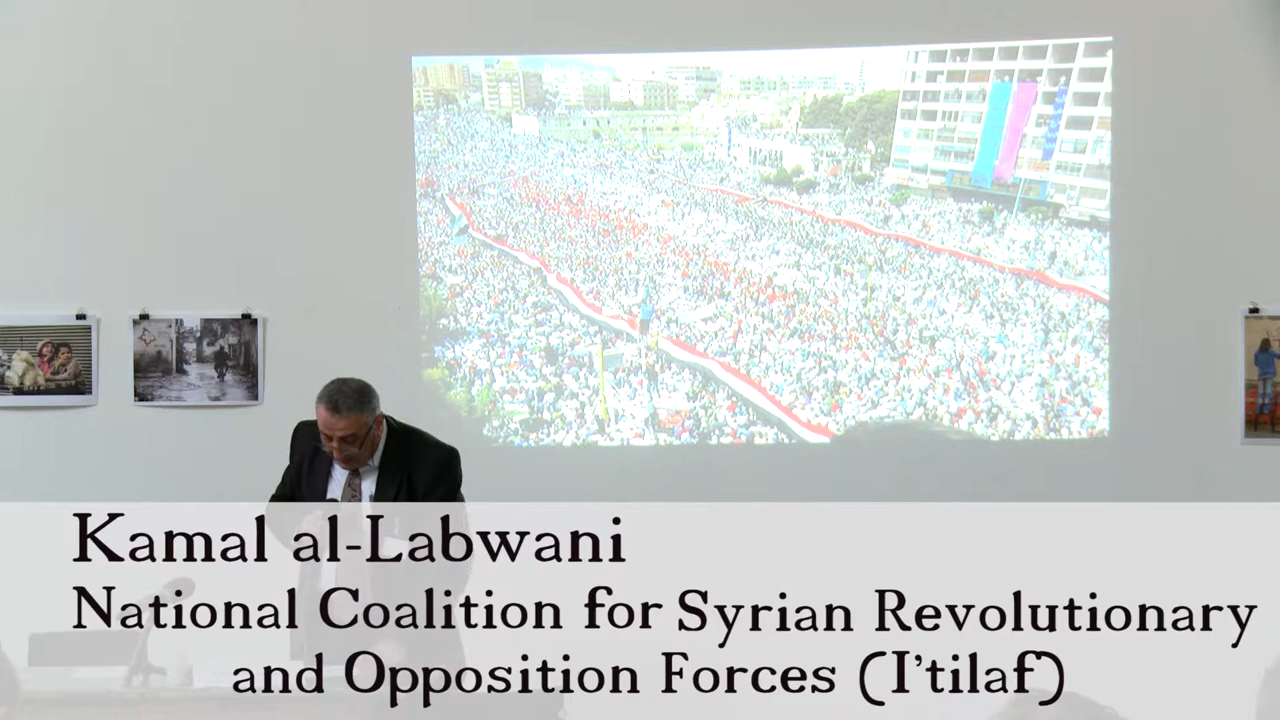 Kamal al-Labwani
National Coalition for Syrian Revolutionary
and Opposition Forces (I'tilaf)